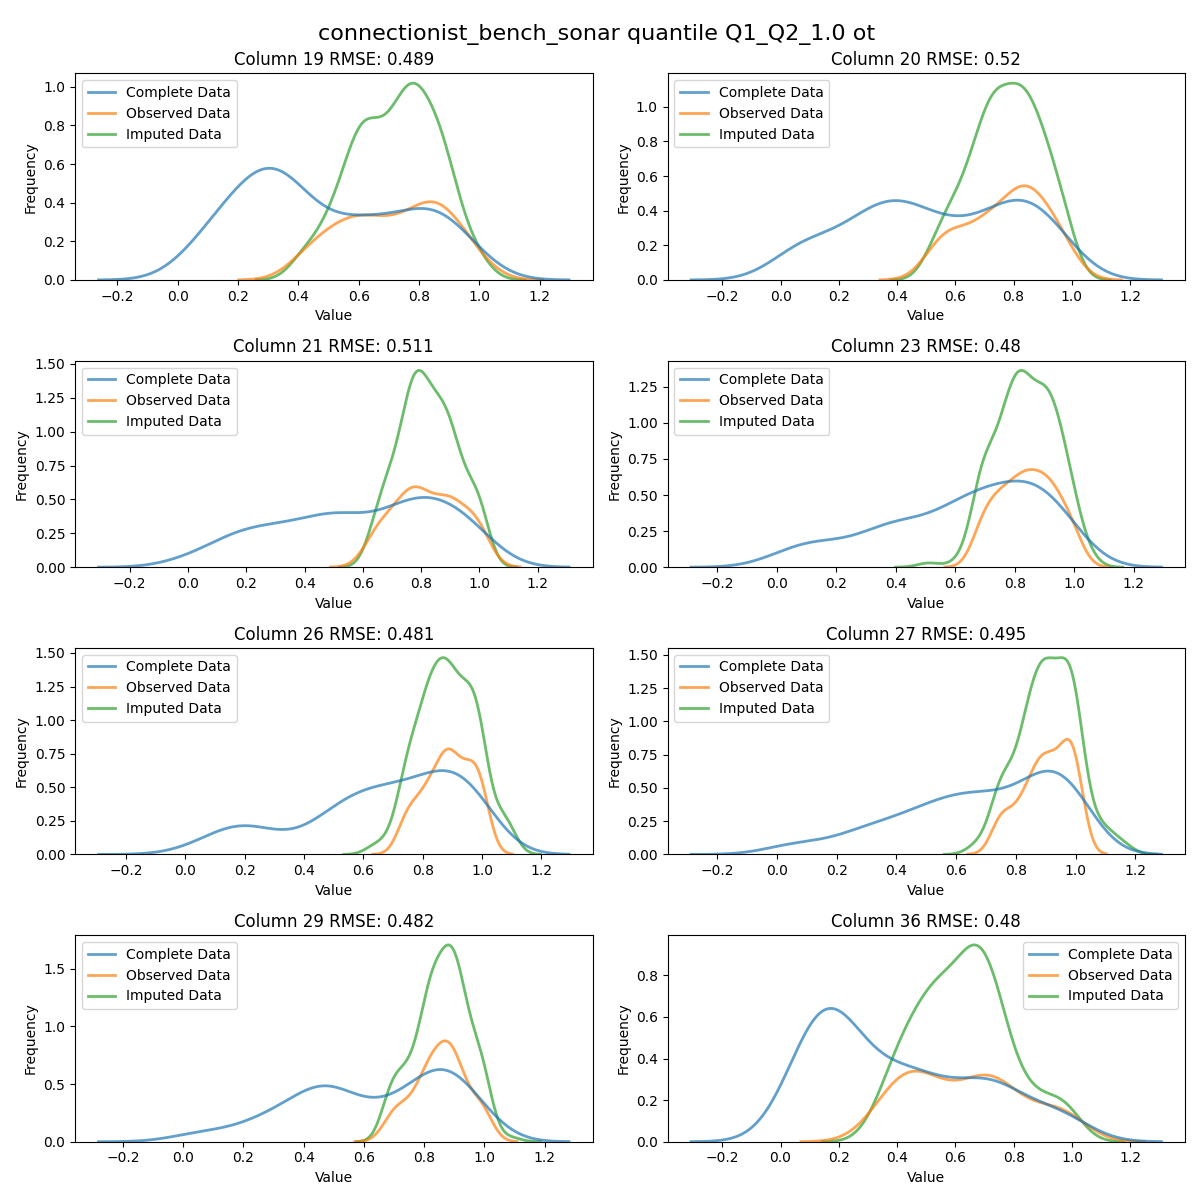 connectionist_bench_sonar quantile Q1_Q2_1.0 ot
Column 19 RMSE: 0.489
Complete Data
Observed Data
Imputed Data
Frequency
1.0
0.8
0.6
0.4
0.2
0.0
−0.2 0.0 0.2 0.4 0.6 0.8 1.0 1.2
Value
Column 20 RMSE: 0.52
Complete Data
Observed Data
Imputed Data
Frequency
1.0
0.8
0.6
0.4
0.2
0.0
−0.2 0.0 0.2 0.4 0.6 0.8 1.0 1.2
Value
Column 21 RMSE: 0.511
Complete Data
Observed Data
Imputed Data
Frequency
1.50
1.25
1.00
0.75
0.50
0.25
0.00
−0.2 0.0 0.2 0.4 0.6 0.8 1.0 1.2
Value
Column 23 RMSE: 0.48
Complete Data
Observed Data
Imputed Data
Frequency
1.25
1.00
0.75
0.50
0.25
0.00
−0.2 0.0 0.2 0.4 0.6 0.8 1.0 1.2
Value
Column 26 RMSE: 0.481
Complete Data
Observed Data
Imputed Data
Frequency
1.50
1.25
1.00
0.75
0.50
0.25
0.00
−0.2 0.0 0.2 0.4 0.6 0.8 1.0 1.2
Value
Column 27 RMSE: 0.495
Complete Data
Observed Data
Imputed Data
Frequency
1.50
1.25
1.00
0.75
0.50
0.25
0.00
−0.2 0.0 0.2 0.4 0.6 0.8 1.0 1.2
Value
Column 29 RMSE: 0.482
Complete Data
Observed Data
Imputed Data
Frequency
1.5
1.0
0.5
0.0
−0.2 0.0 0.2 0.4 0.6 0.8 1.0 1.2
Value
Column 36 RMSE: 0.48
Complete Data
Observed Data
Imputed Data
Frequency
0.8
0.6
0.4
0.2
0.0
−0.2 0.0 0.2 0.4 0.6 0.8 1.0 1.2
Value